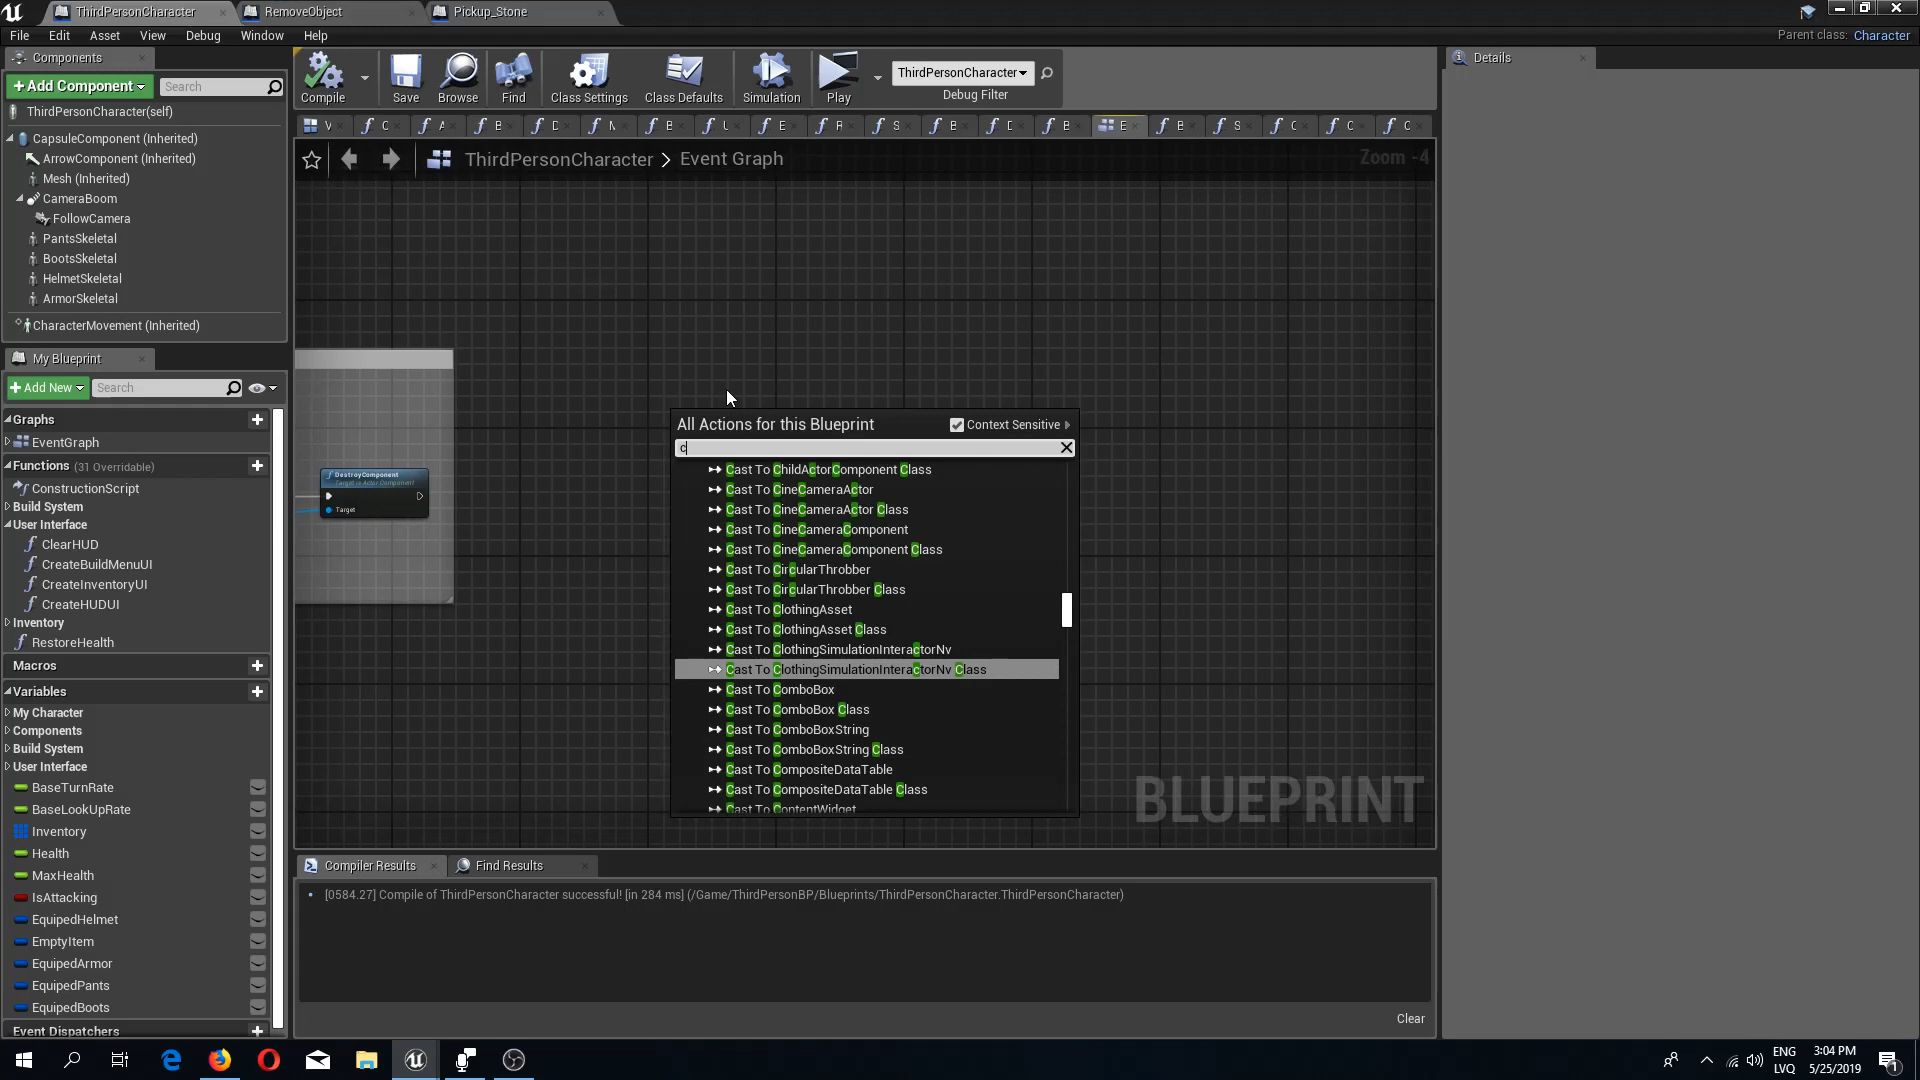 ThirdPersonCharacter
RemoveObject
Pickup_Stone
File
Edit
Asset
View
Debug
Window
Help
Parent class: Character
Components
+Add Component
Search
ThirdPersonCharacter(self)
CapsuleComponent (Inherited)
ArrowComponent (Inherited)
Mesh (Inherited)
CameraBoom
FollowCamera
PantsSkeletal
BootsSkeletal
HelmetSkeletal
ArmorSkeletal
CharacterMovement (Inherited)
My Blueprint
+Add New
Search
Graphs
EventGraph
Functions (31 Overridable)
ConstructionScript
Build System
User Interface
ClearHUD
CreateBuildMenuUI
CreateInventoryUI
CreateHUDUI
Inventory
RestoreHealth
Macros
Variables
My Character
Components
Build System
User Interface
BaseTurnRate
BaseLookUpRate
Inventory
Health
MaxHealth
IsAttacking
EquipedHelmet
EmptyItem
EquipedArmor
EquipedPants
EquipedBoots
Event Dispatchers
Compile
Save
Browse
Find
Class Settings
Class Defaults
Simulation
Play
ThirdPersonCharacter
Debug Filter
V
C
A
B
D
B
U
E
F
S
B
D
B
E
B
S
C
C
C
ThirdPersonCharacter > Event Graph
Zoom -4
DestroyComponent
Target is Actor Component
Target
All Actions for this Blueprint
Context Sensitive
c
Cast To ChildActorComponent Class
Cast To CineCameraActor
Cast To CineCameraActor Class
Cast To CineCameraComponent
Cast To CineCameraComponent Class
Cast To CircularThrobber
Cast To CircularThrobber Class
Cast To ClothingAsset
Cast To ClothingAsset Class
Cast To ClothingSimulationInteractorNv
Cast To ClothingSimulationInteractorNv Class
Cast To ComboBox
Cast To ComboBox Class
Cast To ComboBoxString
Cast To ComboBoxString Class
Cast To CompositeDataTable
Cast To CompositeDataTable Class
Cast To ContentWidget
BLUEPRINT
Compiler Results
Find Results
[0584.27] Compile of ThirdPersonCharacter successful! [in 284 ms] (/Game/ThirdPersonBP/Blueprints/ThirdPersonCharacter.ThirdPersonCharacter)
Clear
Details
ENG
LVQ
3:04 PM
5/25/2019
1